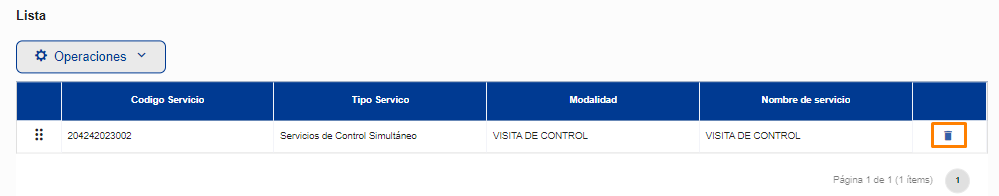 Lista
Operaciones
Codigo Servicio Tipo Servico Modalidad Nombre de servicio
204242023002 Servicios de Control Simultáneo VISITA DE CONTROL VISITA DE CONTROL
Página 1 de 1 (1 ítems) 1